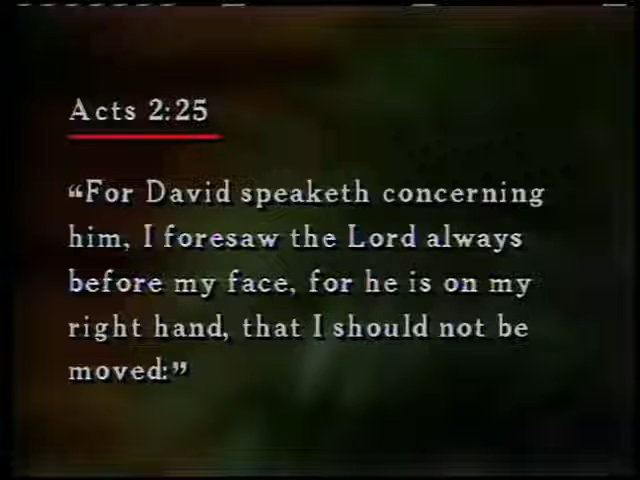 Acts 2:25
“For David speaketh concerning
him, I foresaw the Lord always
before my face, for he is on my
right hand, that I should not be
moved:”